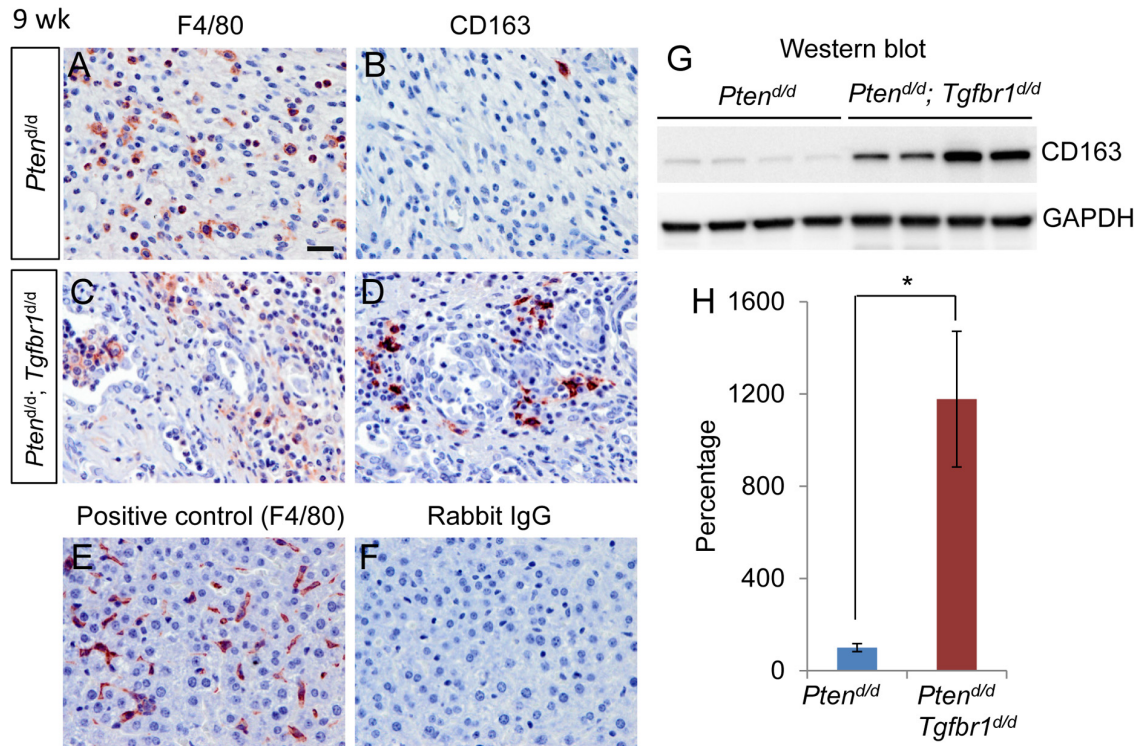 9 wk
F4/80
CD163
Pten^d/d
A
B
Pten^d/d; Tgfbr1^d/d
C
D
Positive control (F4/80)
Rabbit IgG
E
F
G
Western blot
Pten^d/d
Pten^d/d; Tgfbr1^d/d
CD163
GAPDH
H
*
Percentage
1600
1200
800
400
0
Pten^d/d
Pten^d/d
Tgfbr1^d/d